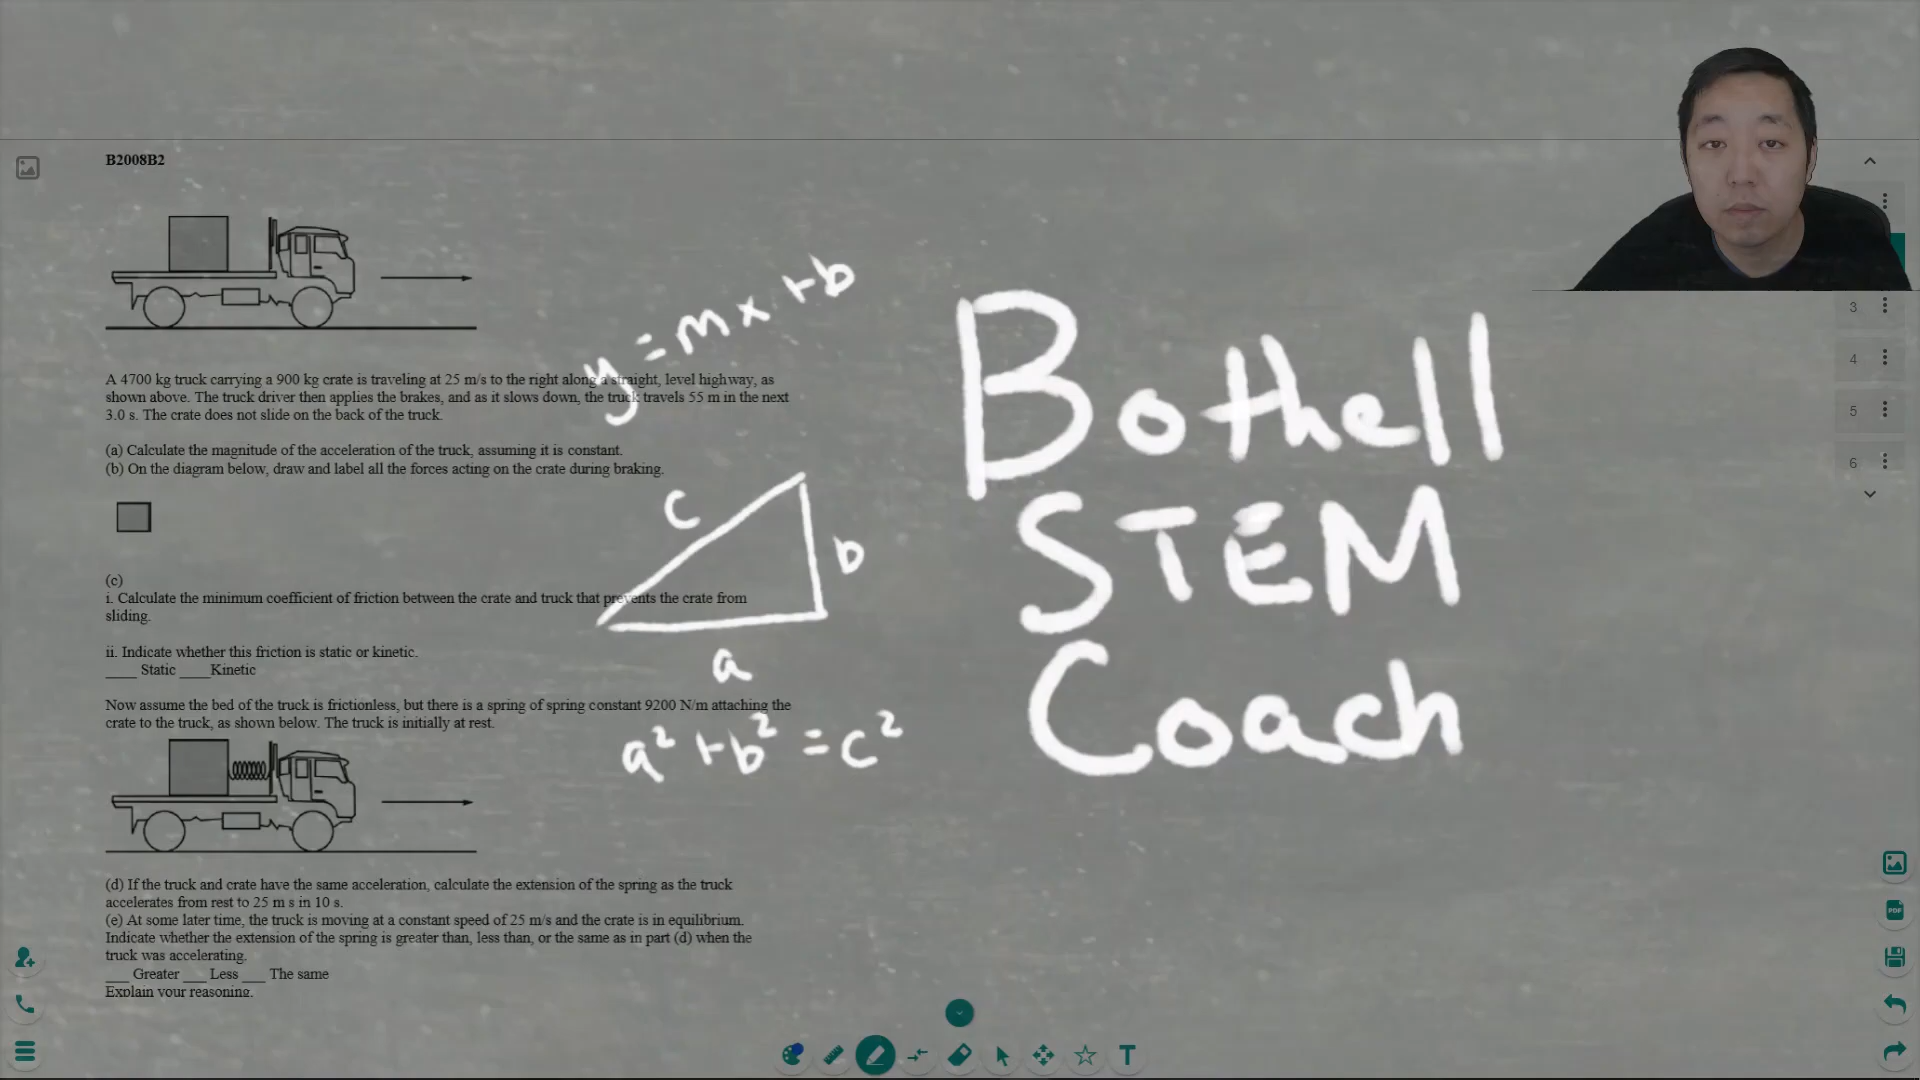 B2008B2
A 4700 kg truck carrying a 900 kg crate is traveling at 25 m/s to the right along a straight, level highway, as
shown above. The truck driver then applies the brakes, and as it slows down, the truck travels 55 m in the next
3.0 s. The crate does not slide on the back of the truck.
(a) Calculate the magnitude of the acceleration of the truck, assuming it is constant.
(b) On the diagram below, draw and label all the forces acting on the crate during braking.
(c)
i. Calculate the minimum coefficient of friction between the crate and truck that prevents the crate from
sliding.
ii. Indicate whether this friction is static or kinetic.
____ Static ____Kinetic
Now assume the bed of the truck is frictionless, but there is a spring of spring constant 9200 N/m attaching the
crate to the truck, as shown below. The truck is initially at rest.
(d) If the truck and crate have the same acceleration, calculate the extension of the spring as the truck
accelerates from rest to 25 m s in 10 s.
(e) At some later time, the truck is moving at a constant speed of 25 m/s and the crate is in equilibrium.
Indicate whether the extension of the spring is greater than, less than, or the same as in part (d) when the
truck was accelerating.
___ Greater ___ Less ___ The same
Explain your reasoning.
y = mx + b
c
b
a
a² + b² = c²
Bothell
STEM
Coach
3
4
5
6
PDF
T